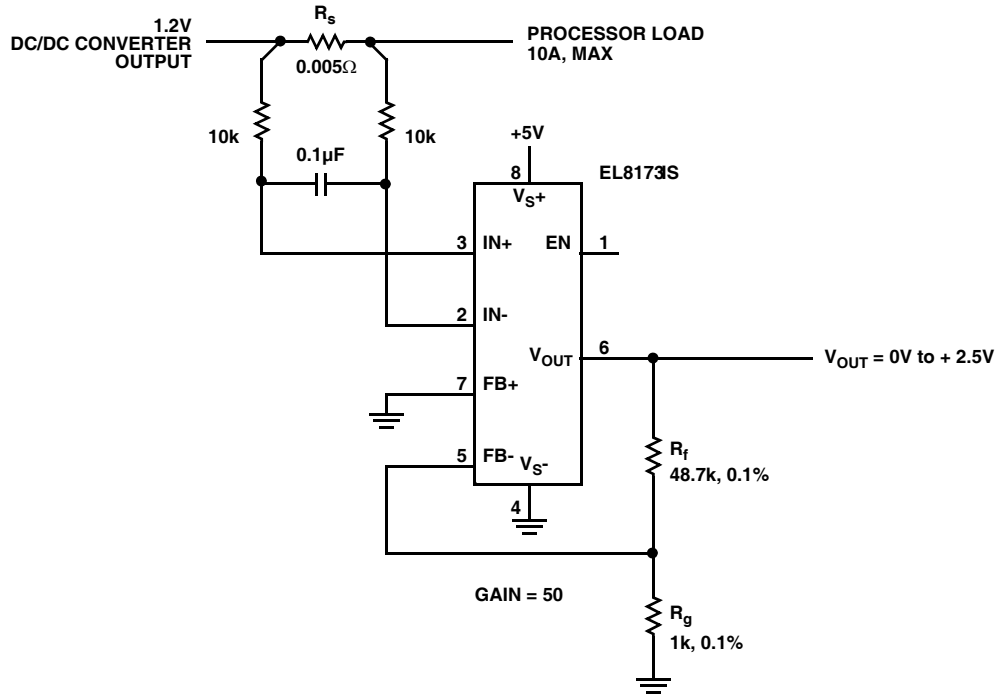 1.2V
DC/DC CONVERTER
OUTPUT
Rs
0.005Ω
PROCESSOR LOAD
10A, MAX
10k
10k
0.1µF
+5V
8
EL8173IS
VS+
3
IN+
EN
1
2
IN-
VOUT
6
VOUT = 0V to + 2.5V
7
FB+
5
FB-
VS-
4
Rf
48.7k, 0.1%
GAIN = 50
Rg
1k, 0.1%